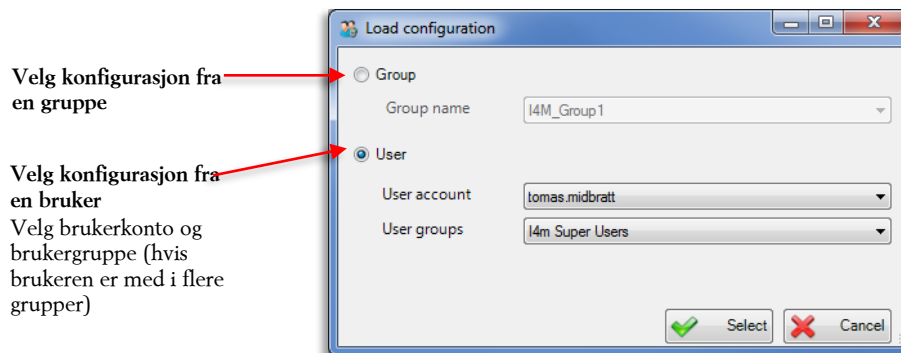 Load configuration
Velg konfigurasjon fra
en gruppe
Group
Group name
I4M_Group1
Velg konfigurasjon fra
en bruker
Velg brukerkonto og
brukergruppe (hvis
brukeren er med i flere
grupper)
User
User account
tomas.midbratt
User groups
I4m Super Users
Select
Cancel